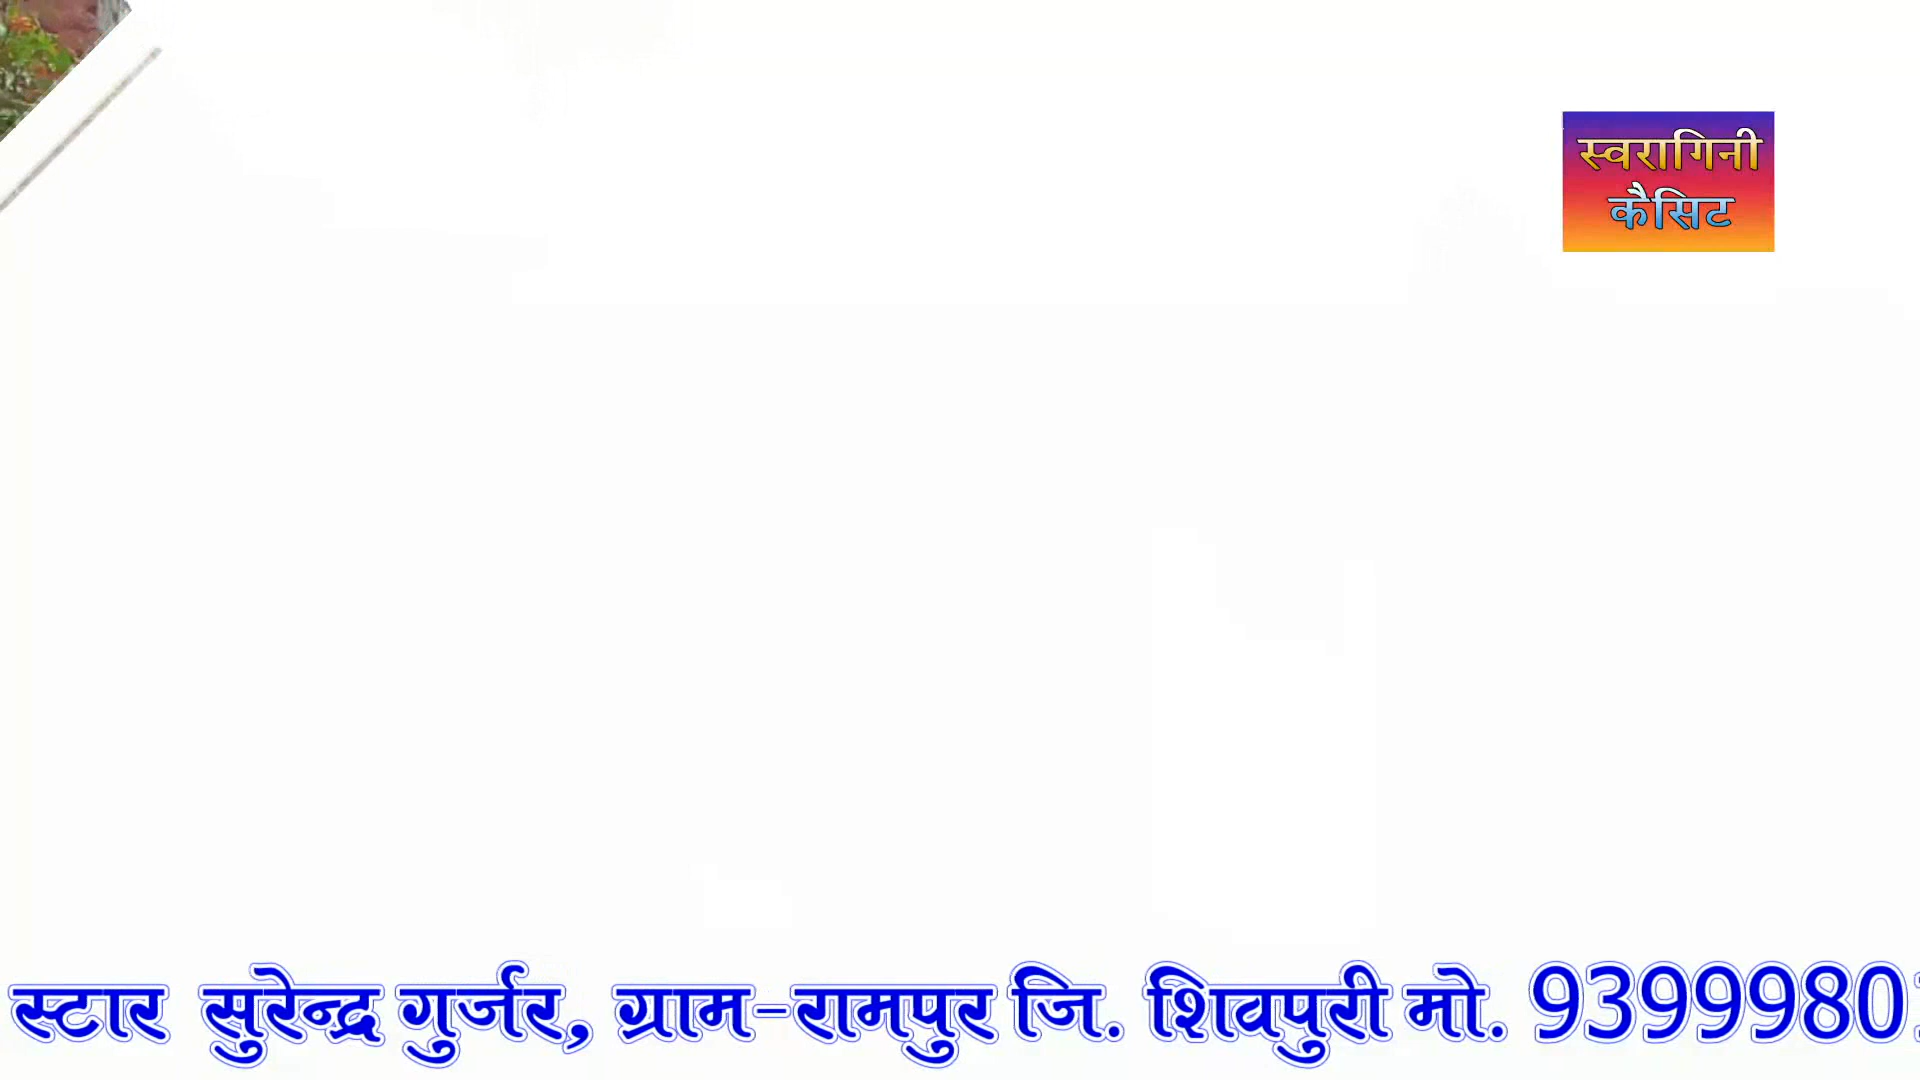 स्वरागिनी
कैसिट
स्टार सुरेन्द्र गुर्जर, ग्राम-रामपुर जि. शिवपुरी मो. 9399980